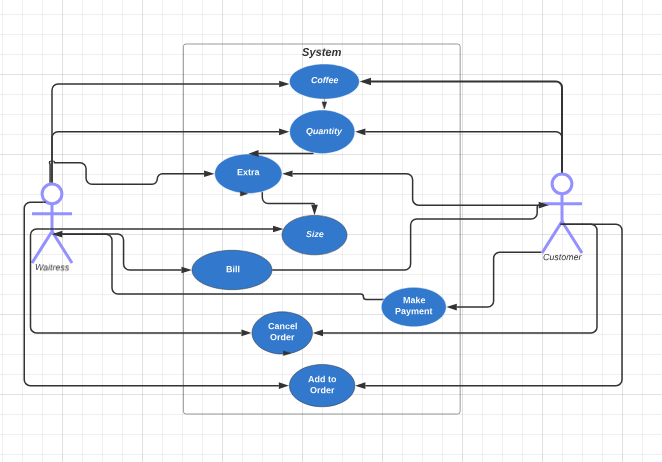 System
Coffee
Quantity
Extra
Size
Waitress
Customer
Bill
Make
Payment
Cancel
Order
Add to
Order